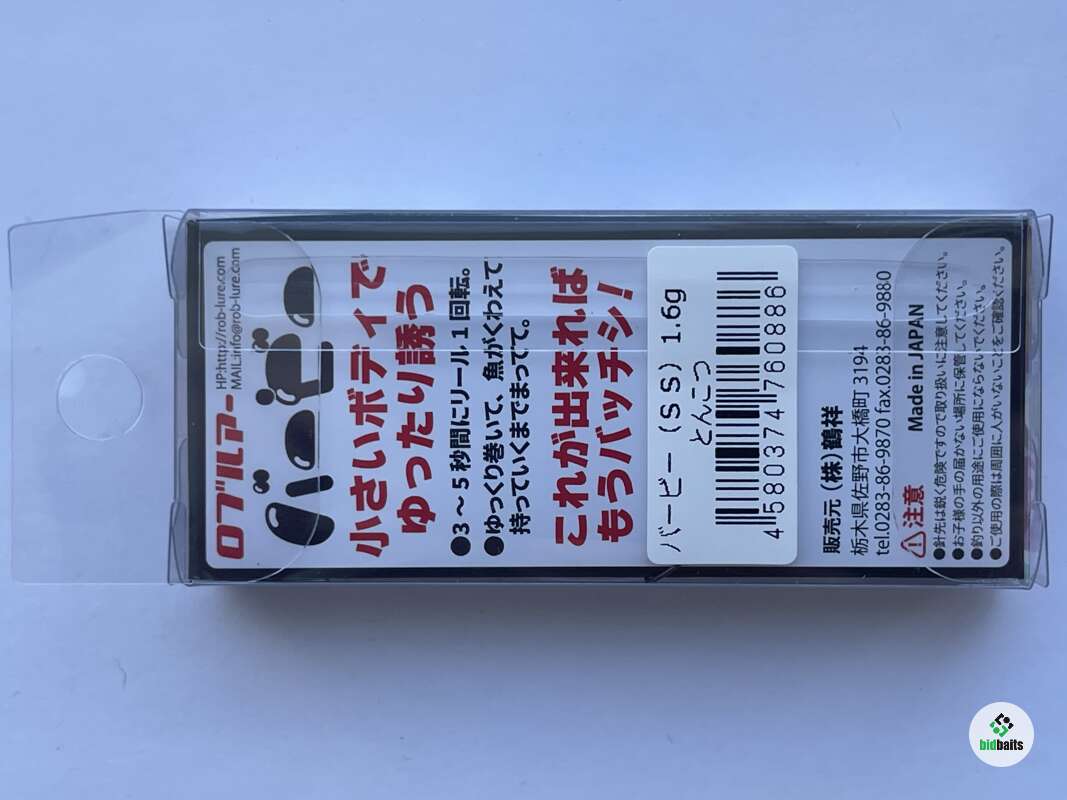 ロブルアー
HP:http://rob-lure.com
MAIL:info@rob-lure.com
バービー
小さいボディで
ゆったり誘う
●3～5秒間にリール1回転。
●ゆっくり巻いて、魚がくわえて
持っていくまでまってて。
これが出来れば
もうバッチシ!
バービー (SS) 1.6g
とんこつ
4 580374 760886
販売元 (株)鶴祥
栃木県佐野市大橋町 3194
tel.0283-86-9870 fax.0283-86-9880
注意
Made in JAPAN
●針先は鋭く危険ですので取り扱いに注意してください。
●お子様の手の届かない場所に保管してください。
●釣り以外の用途にご使用にならないでください。
●ご使用の際は周囲に人がいないことをご確認ください。
bidbaits